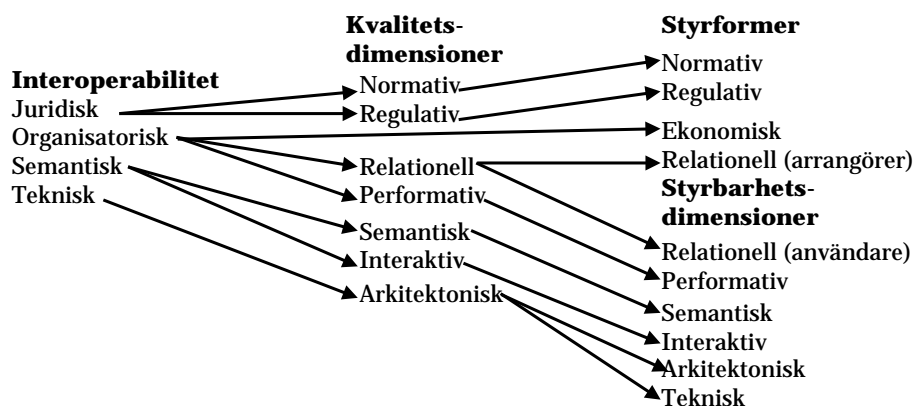 Interoperabilitet
Juridisk
Organisatorisk
Semantisk
Teknisk
Kvalitets-
dimensioner
Normativ
Regulativ
Relationell
Performativ
Semantisk
Interaktiv
Arkitektonisk
Styrformer
Normativ
Regulativ
Ekonomisk
Relationell (arrangörer)
Styrbarhets-
dimensioner
Relationell (användare)
Performativ
Semantisk
Interaktiv
Arkitektonisk
Teknisk